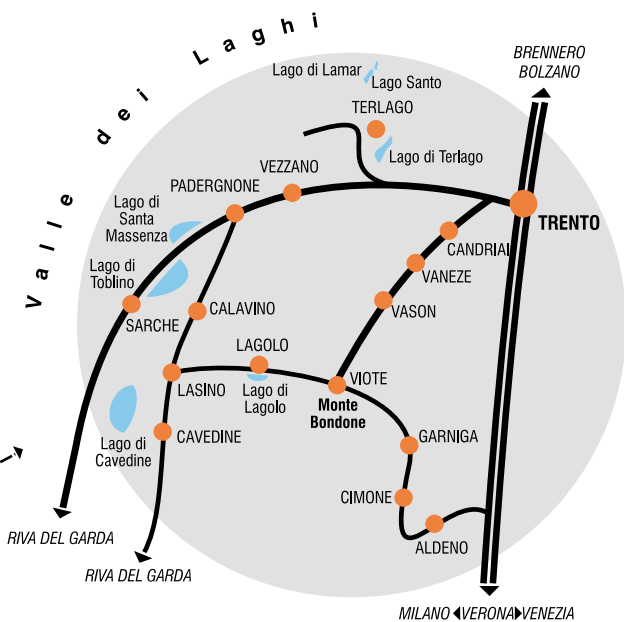 Valle dei Laghi
BRENNERO
BOLZANO
Lago di Lamar
Lago Santo
TERLAGO
Lago di Terlago
VEZZANO
PADERGNONE
TRENTO
Lago di
Santa
Massenza
CANDRIAI
VANEZE
Lago di
Toblino
VASON
CALAVINO
SARCHE
LAGOLO
VIOTE
LASINO
Lago di
Lagolo
Monte
Bondone
CAVEDINE
Lago di
Cavedine
GARNIGA
CIMONE
ALDENO
RIVA DEL GARDA
RIVA DEL GARDA
MILANO VERONA VENEZIA